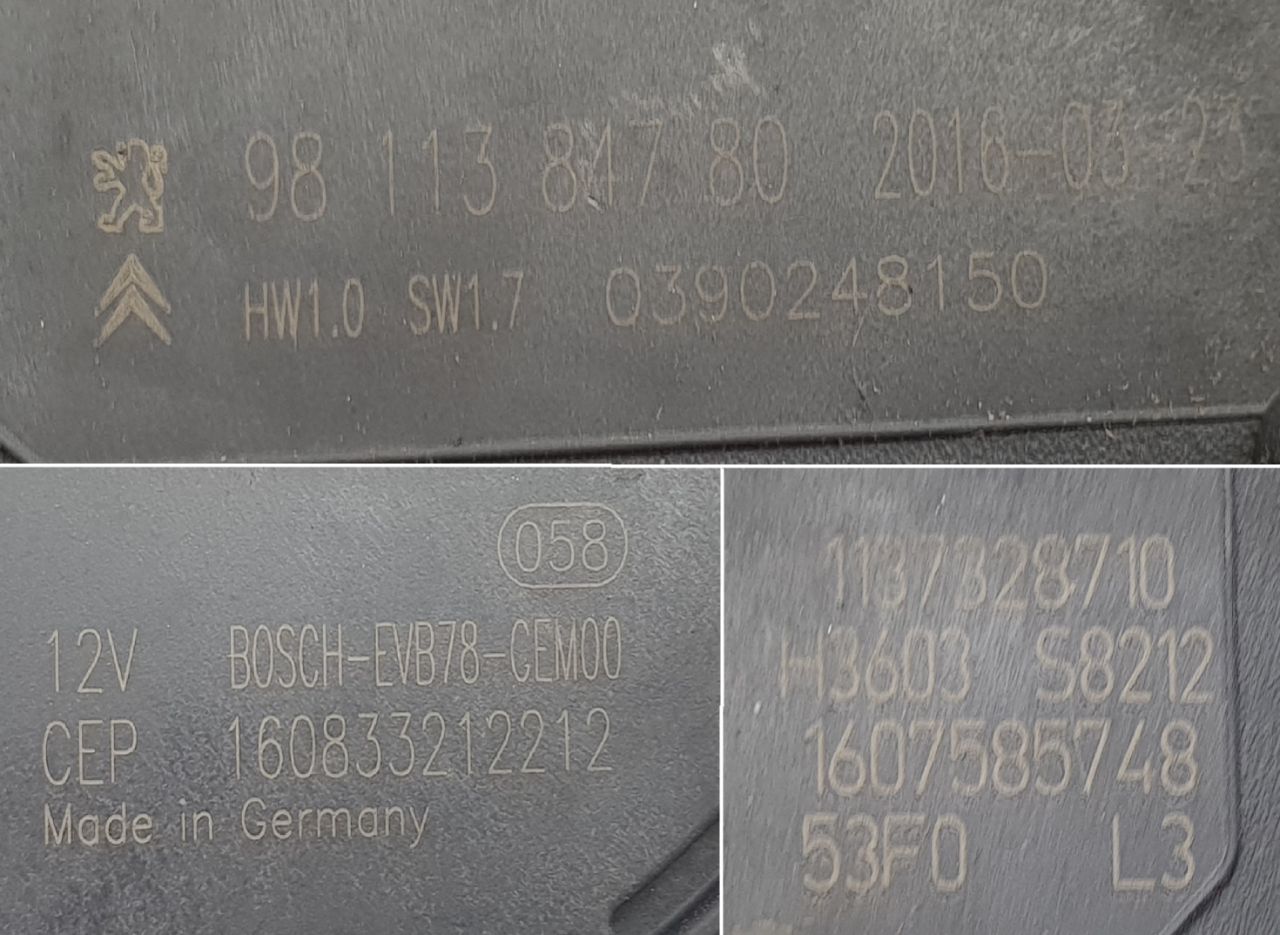 98 113 847 80 2016-03-23
HW1.0 SW1.7 0390248150
058
12V BOSCH-EVB78-CEM00
CEP 160833212212
Made in Germany
1137328710
H3603 S8212
1607585748
53F0 L3